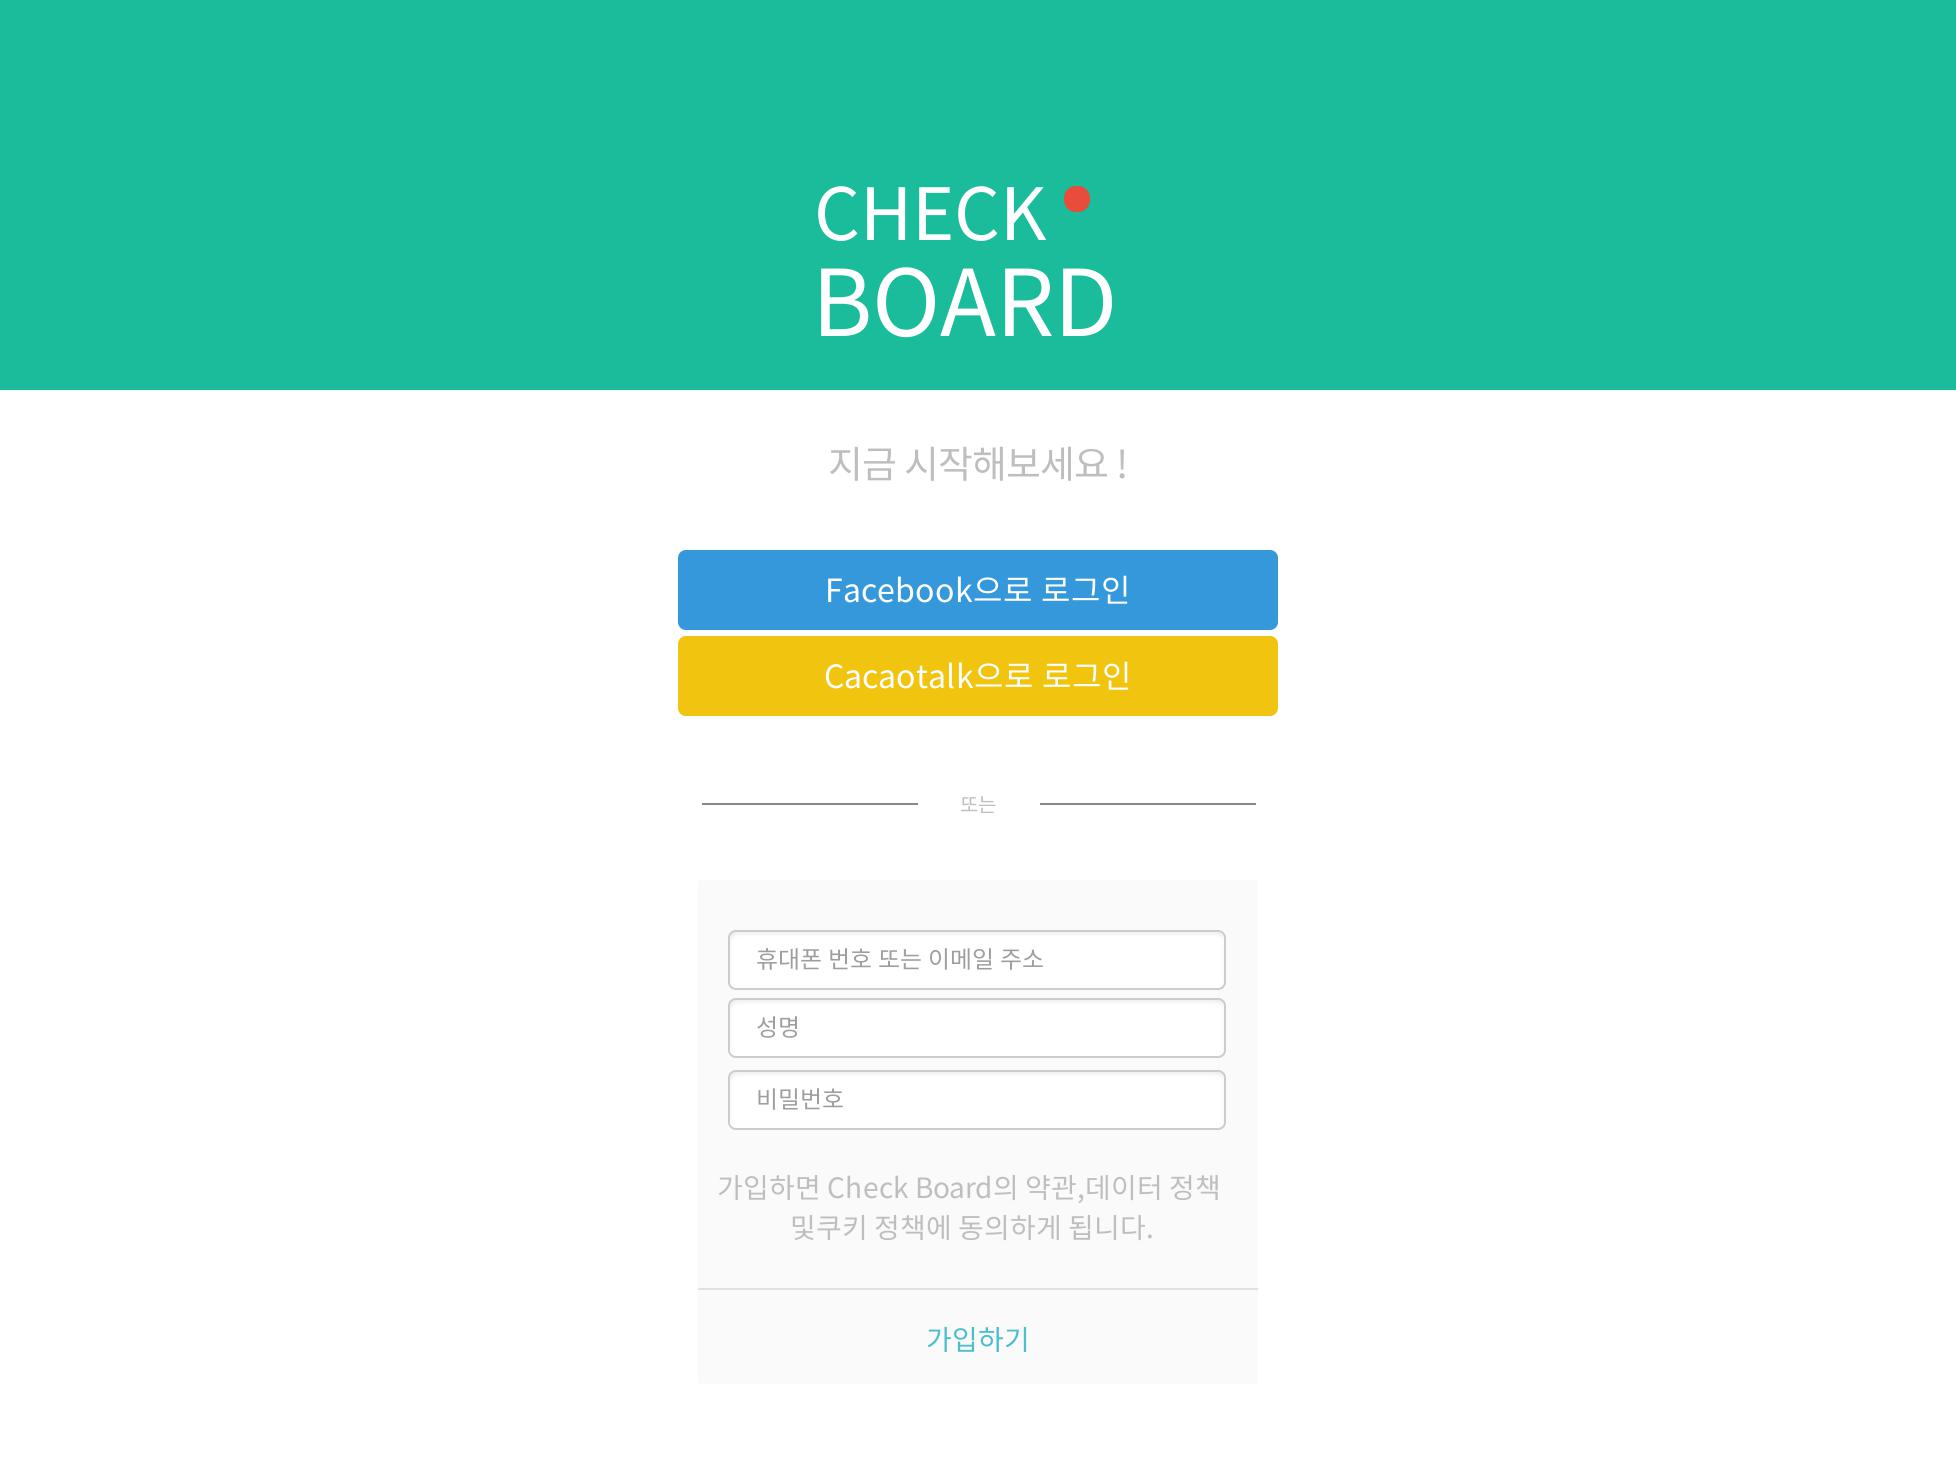 CHECK
BOARD
지금 시작해보세요 !
Facebook으로 로그인
Cacaotalk으로 로그인
또는
휴대폰 번호 또는 이메일 주소
성명
비밀번호
가입하면 Check Board의 약관,데이터 정책
및쿠키 정책에 동의하게 됩니다.
가입하기